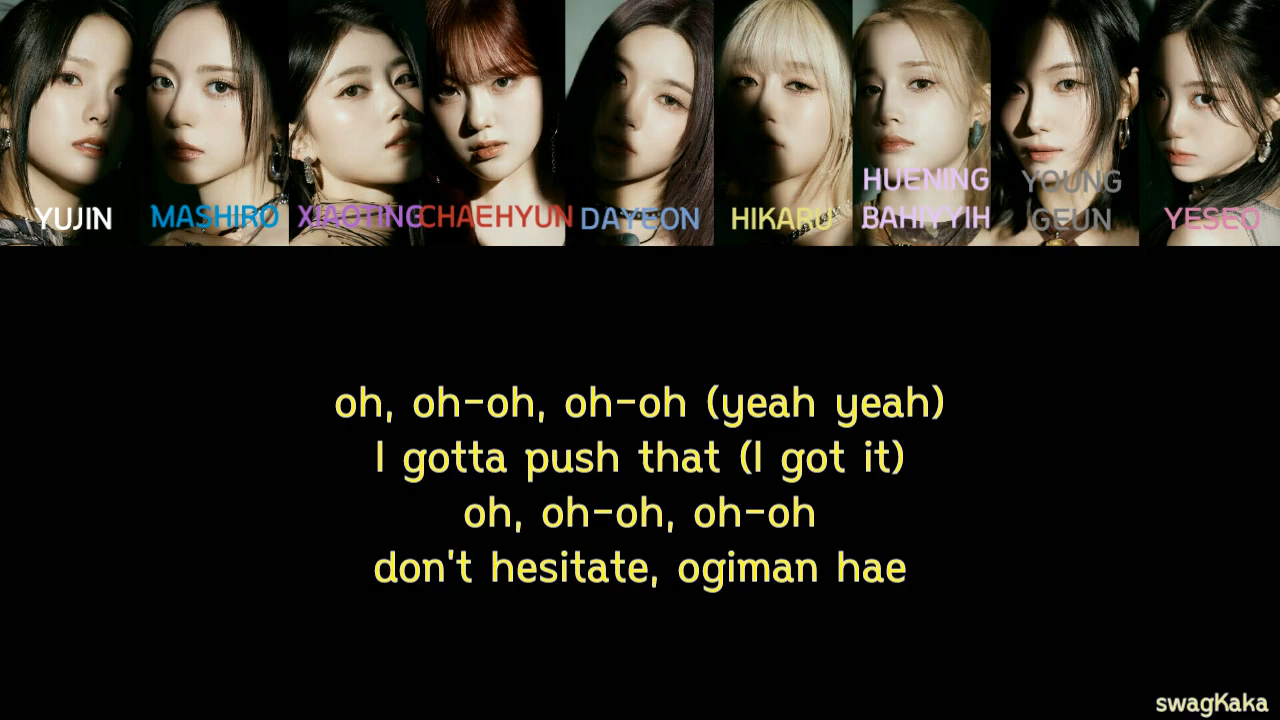 YUJIN
MASHIRO
XIAOTING
CHAEHYUN
DAYEON
HIKARU
HUENING
BAHIYYIH
YOUNG
GEUN
YESEO
oh, oh-oh, oh-oh (yeah yeah)
I gotta push that (I got it)
oh, oh-oh, oh-oh
don't hesitate, ogiman hae
swagKaka